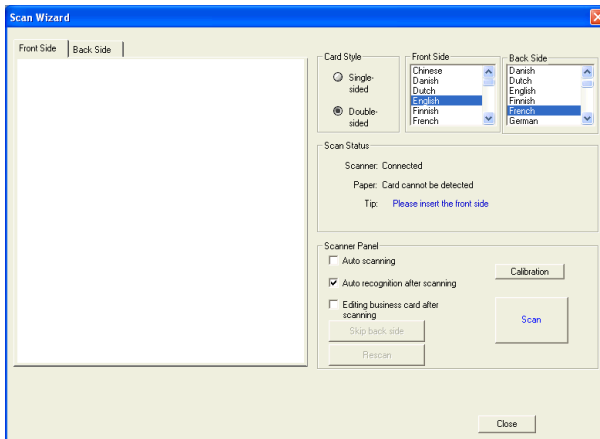 Scan Wizard
Front Side
Back Side
Card Style
Single-
sided
Double-
sided
Front Side
Chinese
Danish
Dutch
English
Finnish
French
Back Side
Danish
Dutch
English
Finnish
French
German
Scan Status
Scanner: Connected
Paper: Card cannot be detected
Tip: Please insert the front side
Scanner Panel
Auto scanning
Auto recognition after scanning
Editing business card after
scanning
Skip back side
Rescan
Calibration
Scan
Close